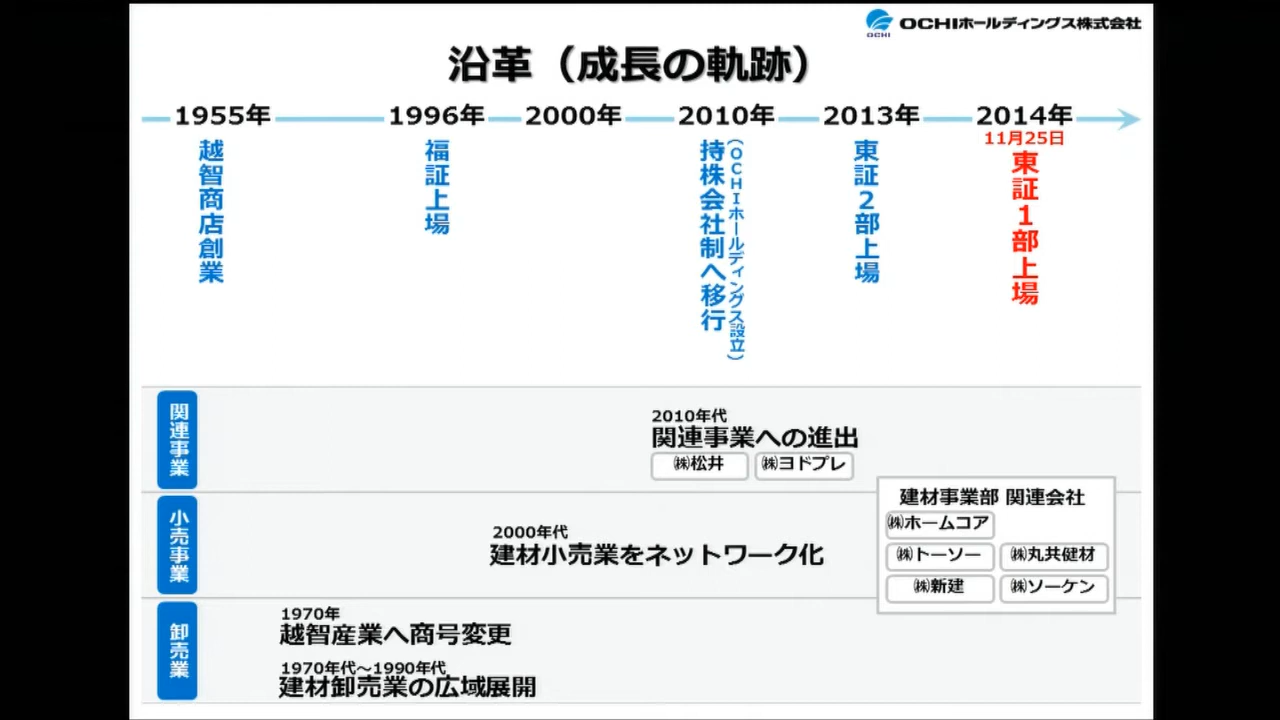 OCHI
OCHIホールディングス株式会社
沿革（成長の軌跡）
1955年
1996年
2000年
2010年
2013年
2014年
11月25日
越智商店創業
福証上場
持株会社制へ移行
（OCHIホールディングス設立）
東証2部上場
東証1部上場
関連事業
2010年代
関連事業への進出
㈱松井
㈱ヨドプレ
小売事業
2000年代
建材小売業をネットワーク化
建材事業部 関連会社
㈱ホームコア
㈱トーソー
㈱丸共健材
㈱新建
㈱ソーケン
卸売業
1970年
越智産業へ商号変更
1970年代～1990年代
建材卸売業の広域展開